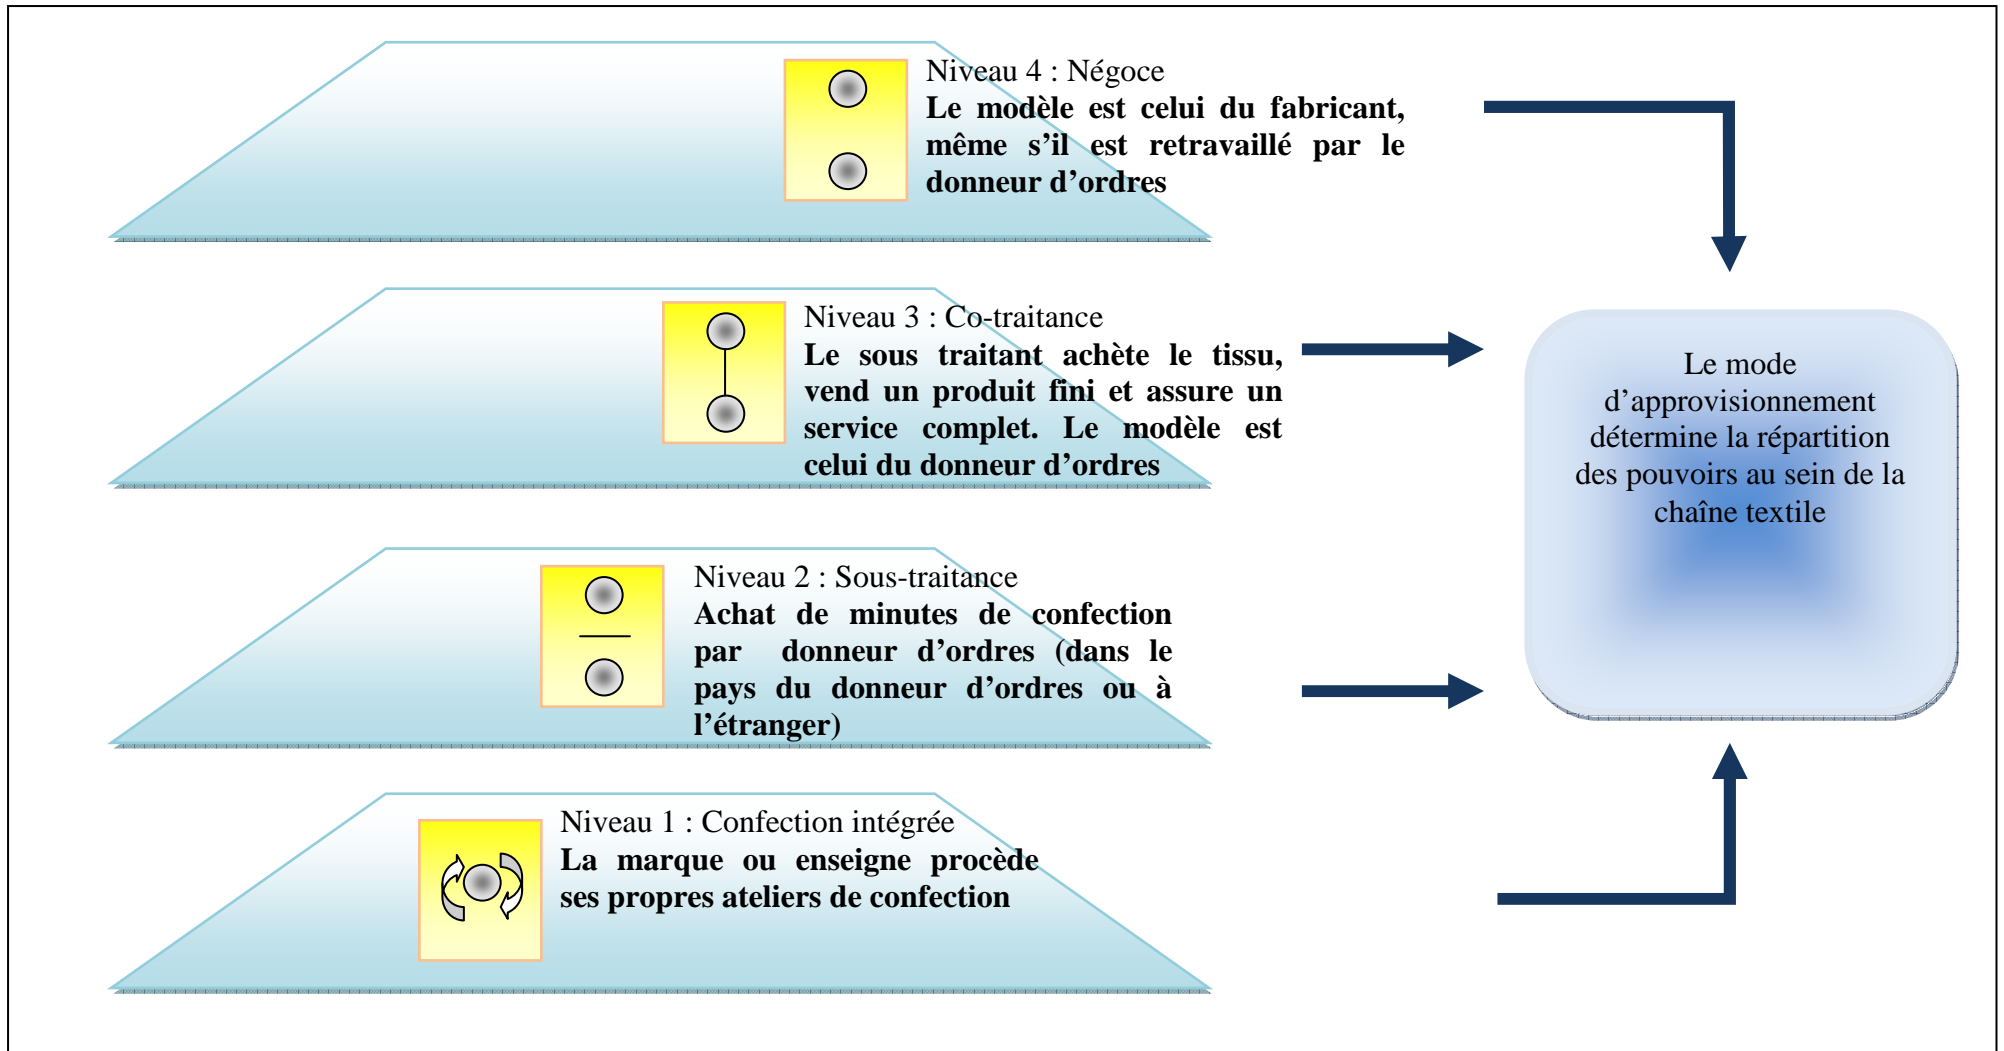 Niveau 4 : Négoce
Le modèle est celui du fabricant,
même s’il est retravaillé par le
donneur d’ordres
Niveau 3 : Co-traitance
Le sous traitant achète le tissu,
vend un produit fini et assure un
service complet. Le modèle est
celui du donneur d’ordres
Le mode
d’approvisionnement
détermine la répartition
des pouvoirs au sein de la
chaîne textile
Niveau 2 : Sous-traitance
Achat de minutes de confection
par donneur d’ordres (dans le
pays du donneur d’ordres ou à
l’étranger)
Niveau 1 : Confection intégrée
La marque ou enseigne procède
ses propres ateliers de confection